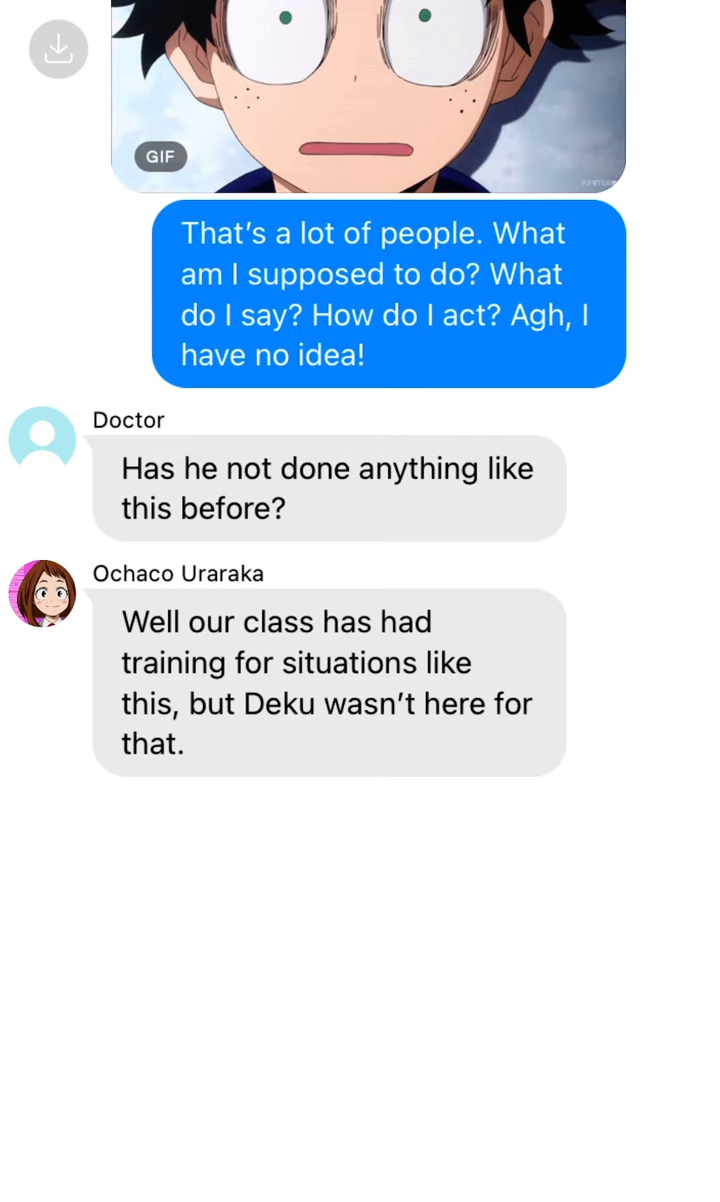 GIF
That’s a lot of people. What
am I supposed to do? What
do I say? How do I act? Agh, I
have no idea!
Doctor
Has he not done anything like
this before?
Ochaco Uraraka
Well our class has had
training for situations like
this, but Deku wasn’t here for
that.